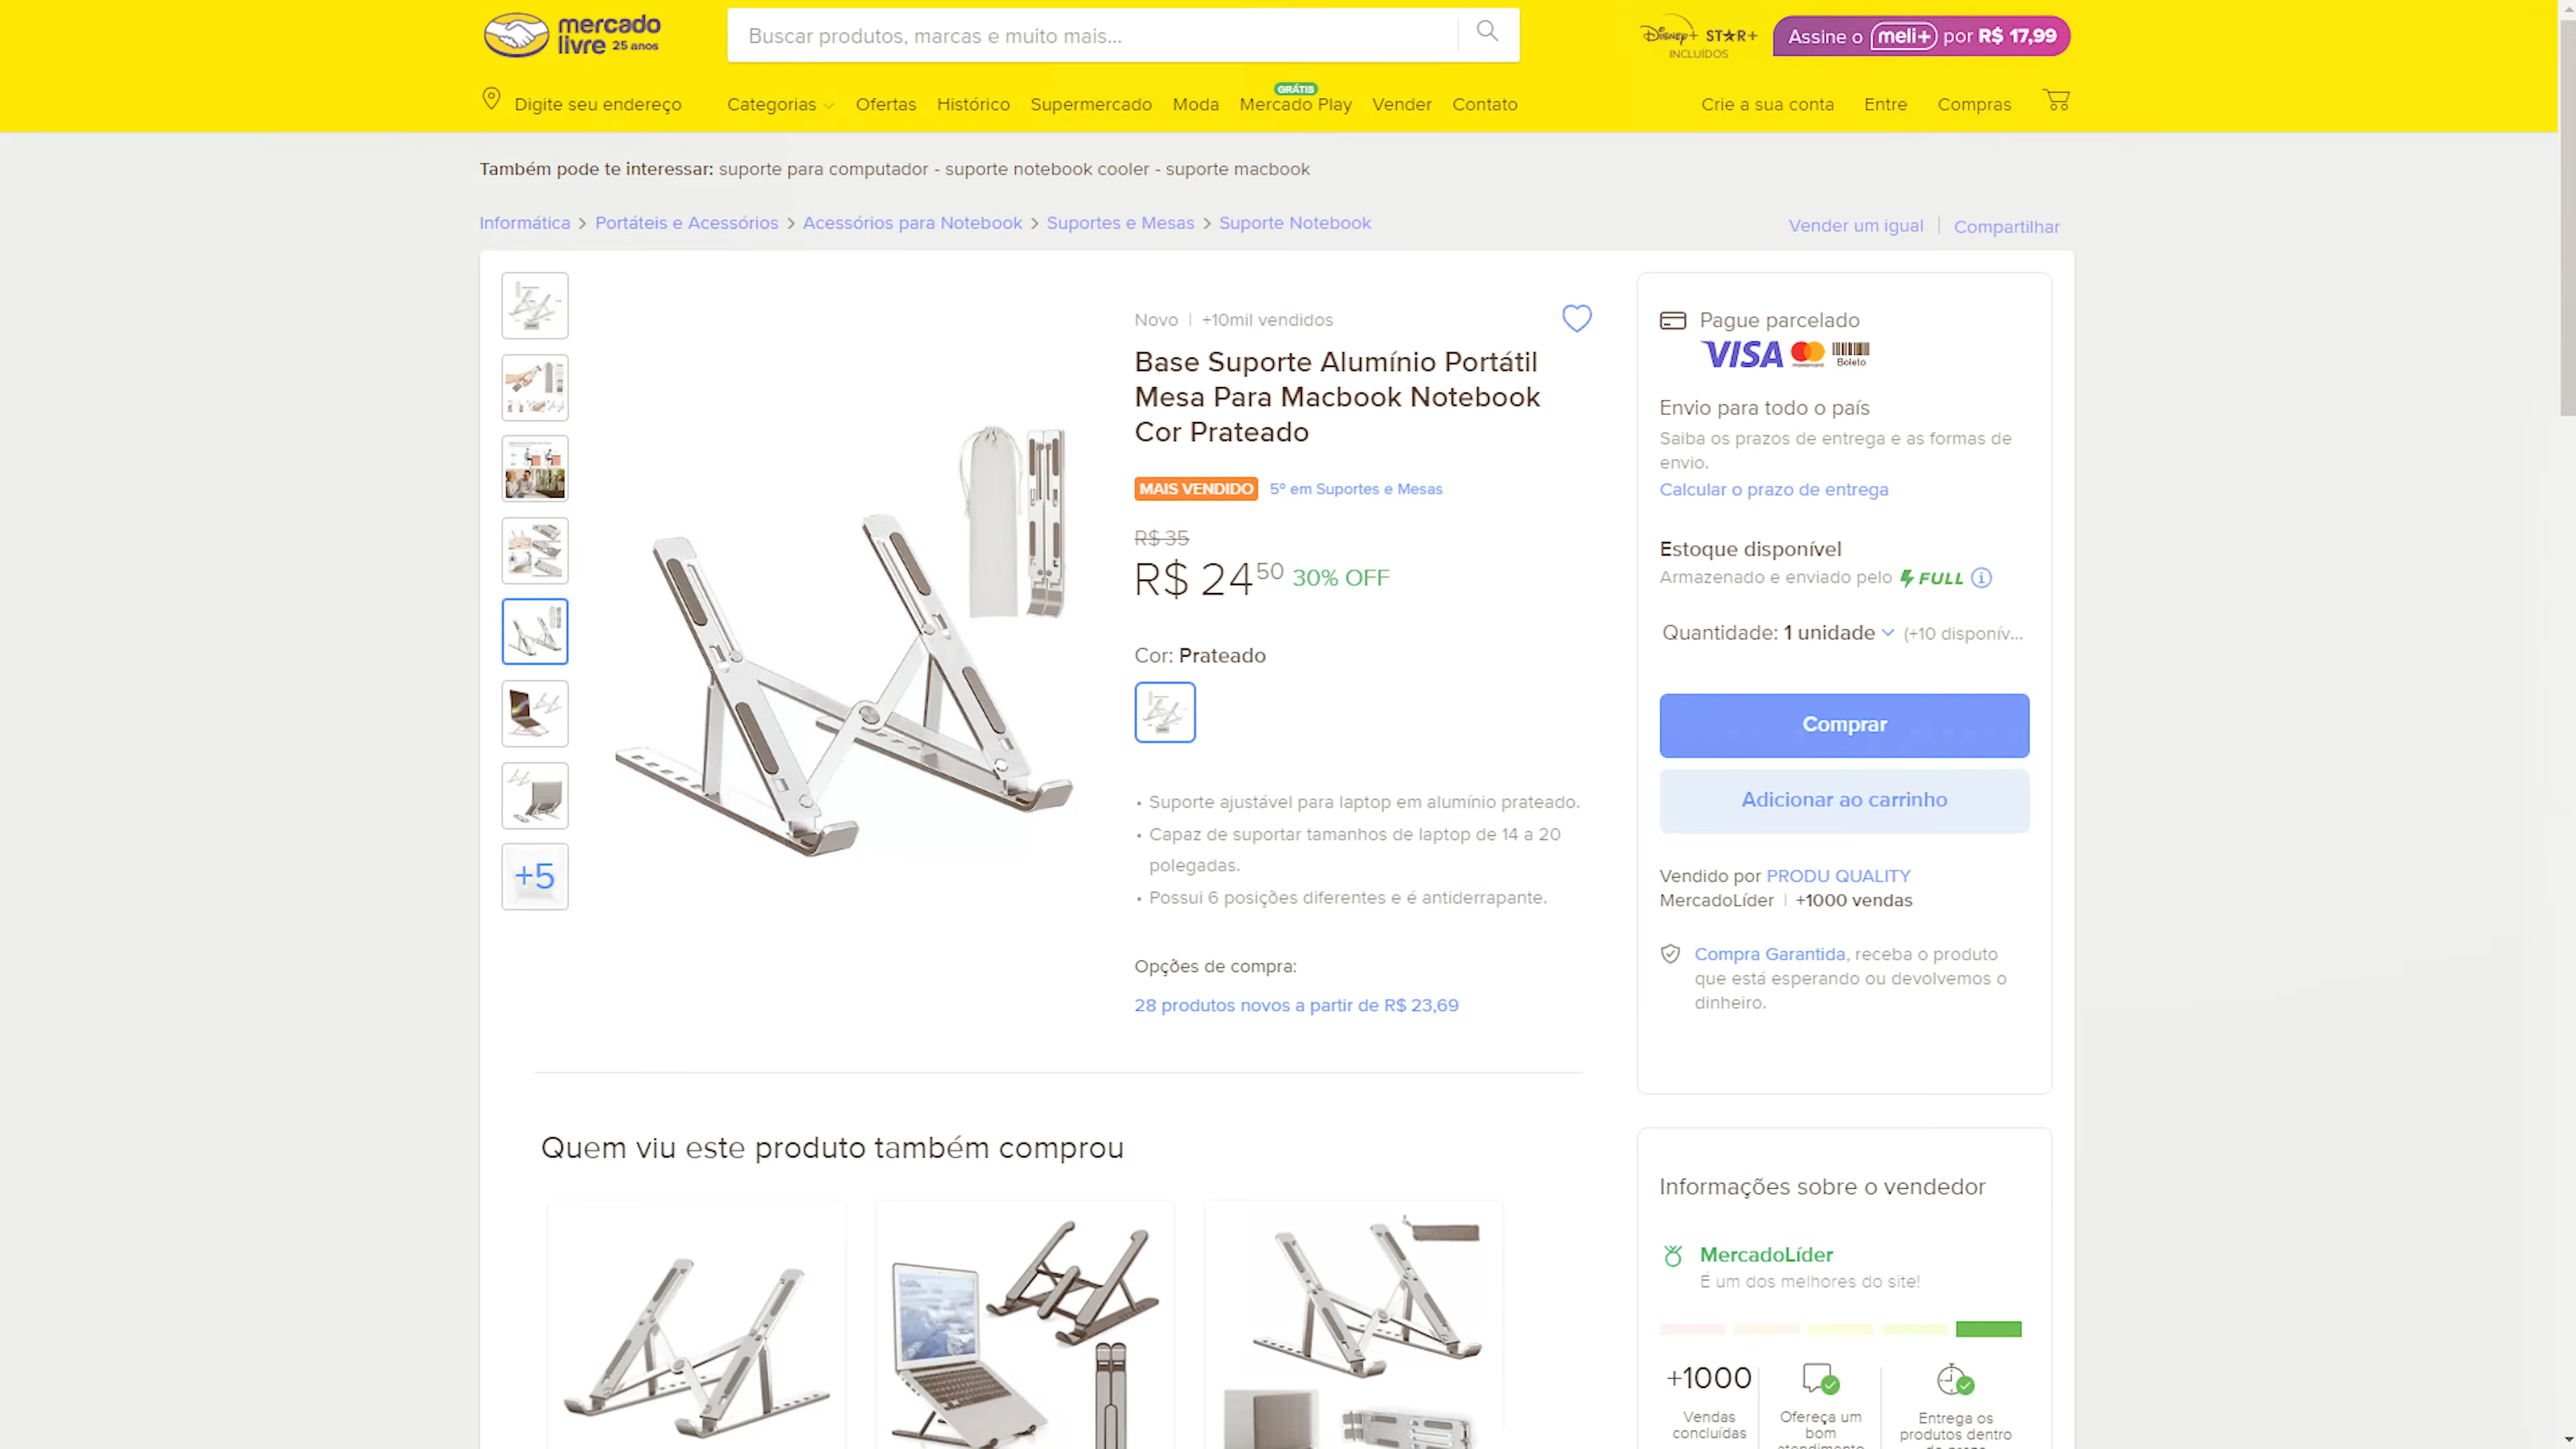 mercado
livre 25 anos
Buscar produtos, marcas e muito mais...
Disney+ ST★R+
INCLUÍDOS
Assine o meli+ por R$ 17,99
Digite seu endereço
Categorias
Ofertas
Histórico
Supermercado
Moda
GRÁTIS
Mercado Play
Vender
Contato
Crie a sua conta
Entre
Compras
Também pode te interessar: suporte para computador - suporte notebook cooler - suporte macbook
Informática > Portáteis e Acessórios > Acessórios para Notebook > Suportes e Mesas > Suporte Notebook
Vender um igual | Compartilhar
+5
Novo | +10mil vendidos
Base Suporte Alumínio Portátil
Mesa Para Macbook Notebook
Cor Prateado
MAIS VENDIDO 5º em Suportes e Mesas
R$ 35
R$ 24 50 30% OFF
Cor: Prateado
• Suporte ajustável para laptop em alumínio prateado.
• Capaz de suportar tamanhos de laptop de 14 a 20
polegadas.
• Possui 6 posições diferentes e é antiderrapante.
Opções de compra:
28 produtos novos a partir de R$ 23,69
Pague parcelado
VISA mastercard Boleto
Envio para todo o país
Saiba os prazos de entrega e as formas de
envio.
Calcular o prazo de entrega
Estoque disponível
Armazenado e enviado pelo FULL
Quantidade: 1 unidade (+10 disponív...
Comprar
Adicionar ao carrinho
Vendido por PRODU QUALITY
MercadoLíder | +1000 vendas
Compra Garantida, receba o produto
que está esperando ou devolvemos o
dinheiro.
Quem viu este produto também comprou
Informações sobre o vendedor
MercadoLíder
É um dos melhores do site!
+1000
Vendas
concluídas
Ofereça um
bom
atendimento
Entrega os
produtos dentro